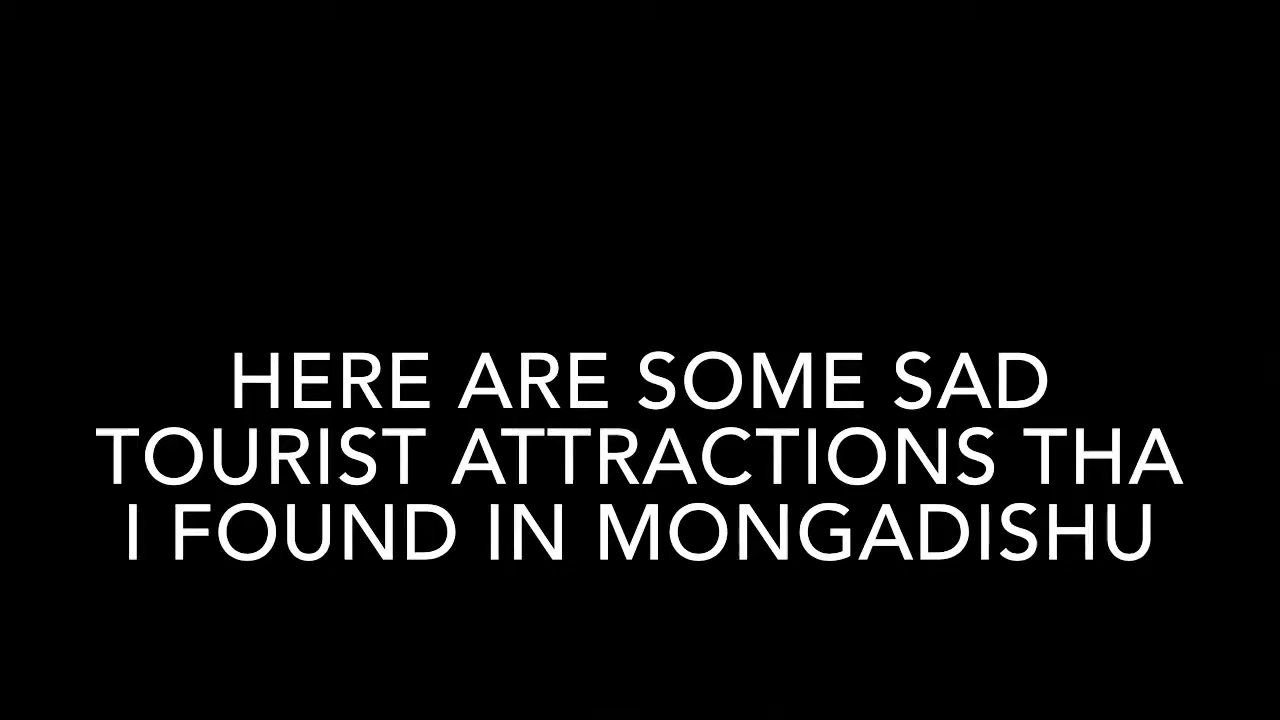 HERE ARE SOME SAD
TOURIST ATTRACTIONS THA
I FOUND IN MONGADISHU